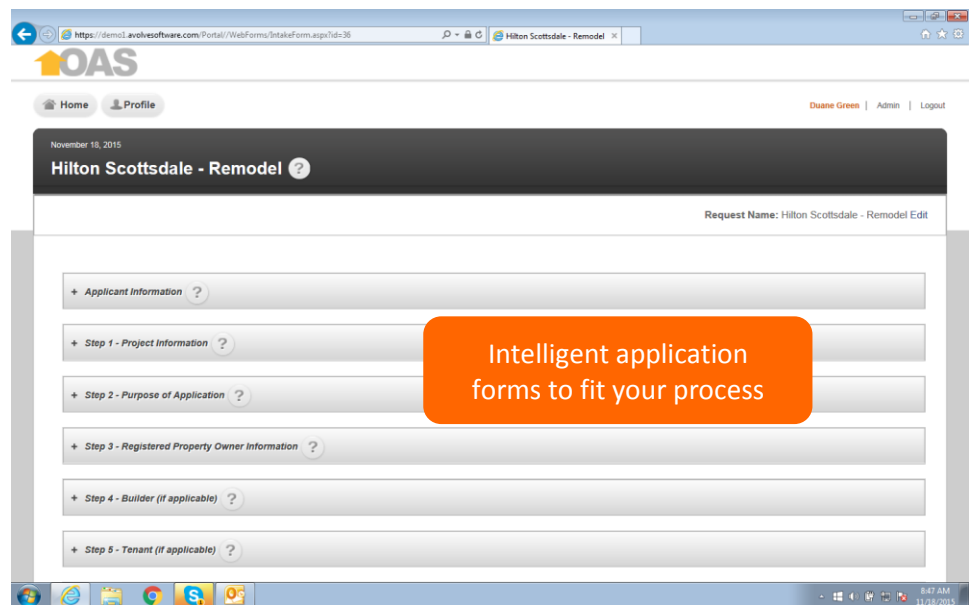 https://demo1.avolvesoftware.com/Portal//WebForms/IntakeForm.aspx?id=36
Hilton Scottsdale - Remodel
OAS
Home
Profile
Duane Green | Admin | Logout
November 18, 2015
Hilton Scottsdale - Remodel ?
Request Name: Hilton Scottsdale - Remodel Edit
+ Applicant Information ?
+ Step 1 - Project Information ?
Intelligent application
forms to fit your process
+ Step 2 - Purpose of Application ?
+ Step 3 - Registered Property Owner Information ?
+ Step 4 - Builder (if applicable) ?
+ Step 5 - Tenant (if applicable) ?
8:47 AM
11/18/2015